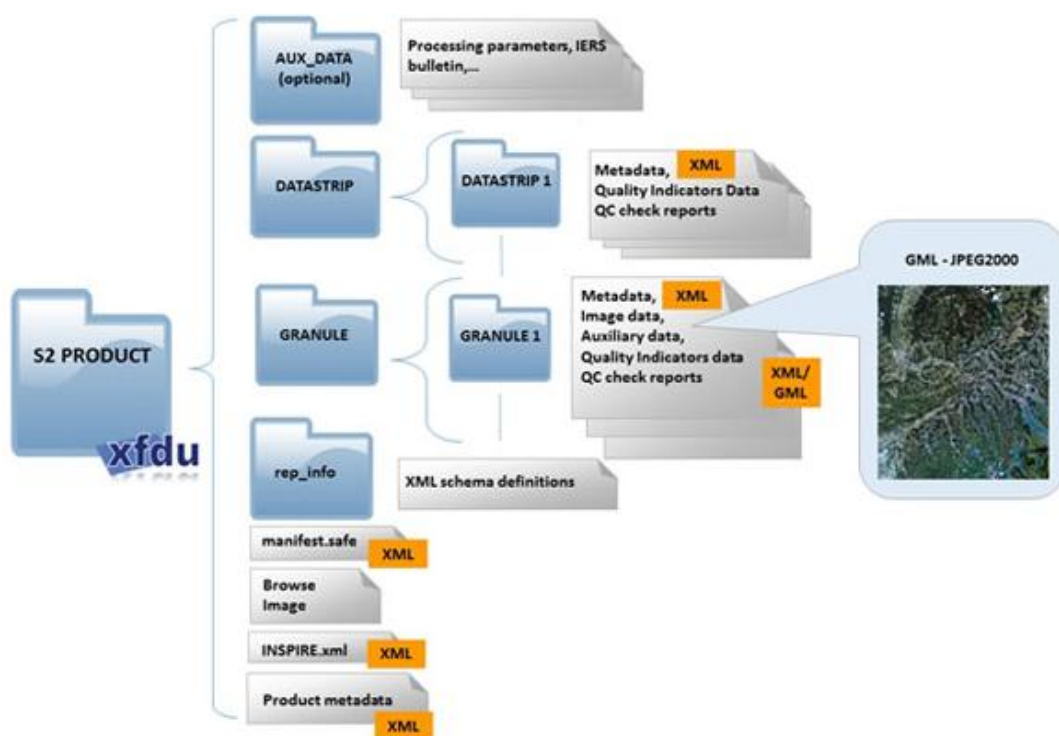 AUX_DATA
(optional)
Processing parameters, IERS
bulletin,...
DATASTRIP
DATASTRIP 1
Metadata,
XML
Quality Indicators Data
QC check reports
GML - JPEG2000
S2 PRODUCT
xfdu
GRANULE
GRANULE 1
Metadata,
XML
Image data,
Auxiliary data,
Quality Indicators data
QC check reports
XML/
GML
rep_info
XML schema definitions
manifest.safe
XML
Browse
Image
INSPIRE.xml
XML
Product metadata
XML